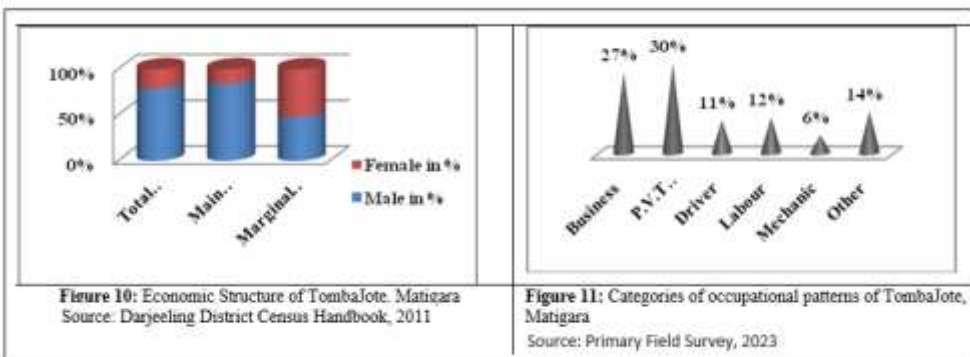 100%
50%
0%
Total..
Main..
Marginal..
Female in %
Male in %
27%
30%
11%
12%
6%
14%
Business
P.V.T..
Driver
Labour
Mechanic
Other
Figure 10: Economic Structure of TombaJote. Matigara
Source: Darjeeling District Census Handbook, 2011
Figure 11: Categories of occupational patterns of TombaJote,
Matigara
Source: Primary Field Survey, 2023